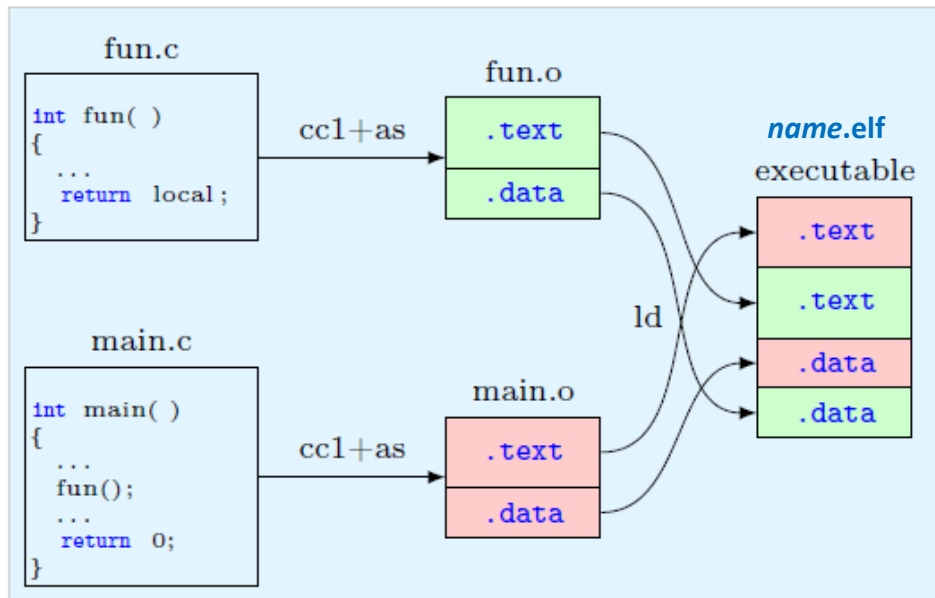 fun.c
int fun( )
{
...
return local;
}
cc1+as
fun.o
.text
.data
main.c
int main( )
{
...
fun();
...
return 0;
}
cc1+as
main.o
.text
.data
ld
name.elf
executable
.text
.text
.data
.data